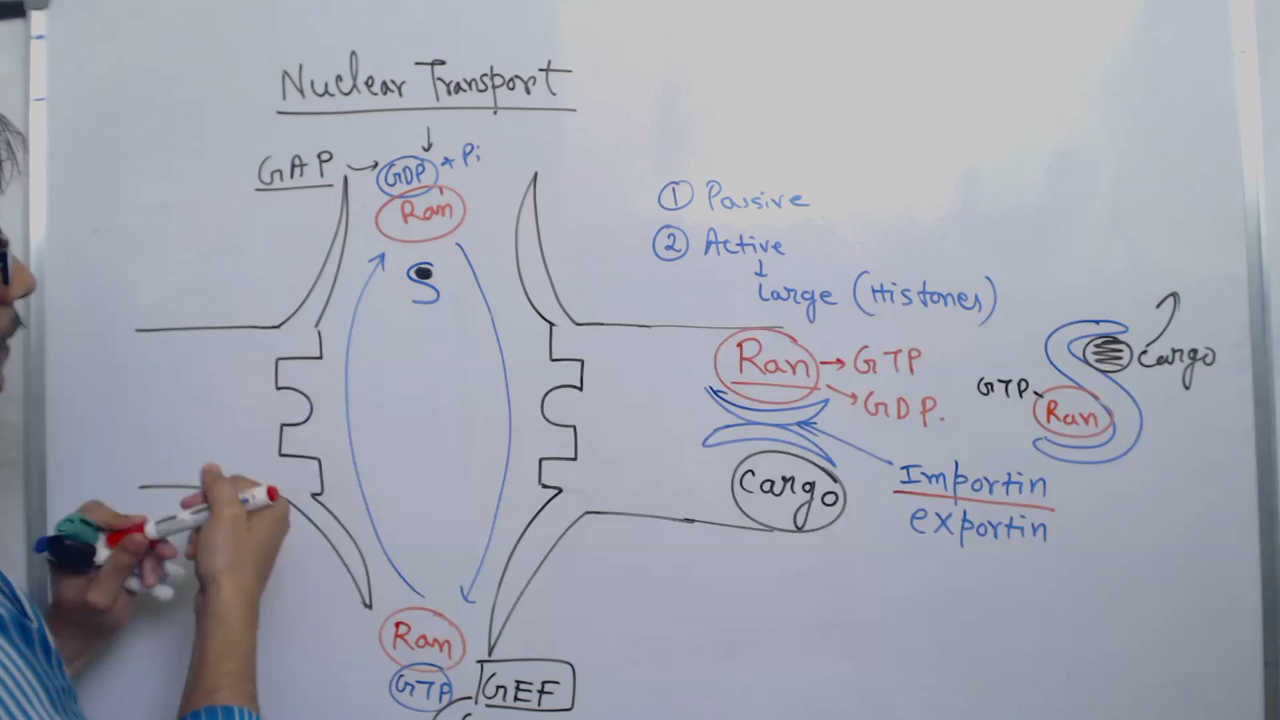 Nuclear Transport
GAP → GDP + Pi
Ran
S
① Passive
② Active
↓
Large (Histones)
Ran → GTP
→ GDP.
Cargo
Importin
exportin
Cargo
GTP
Ran
Ran
GTP
GEF